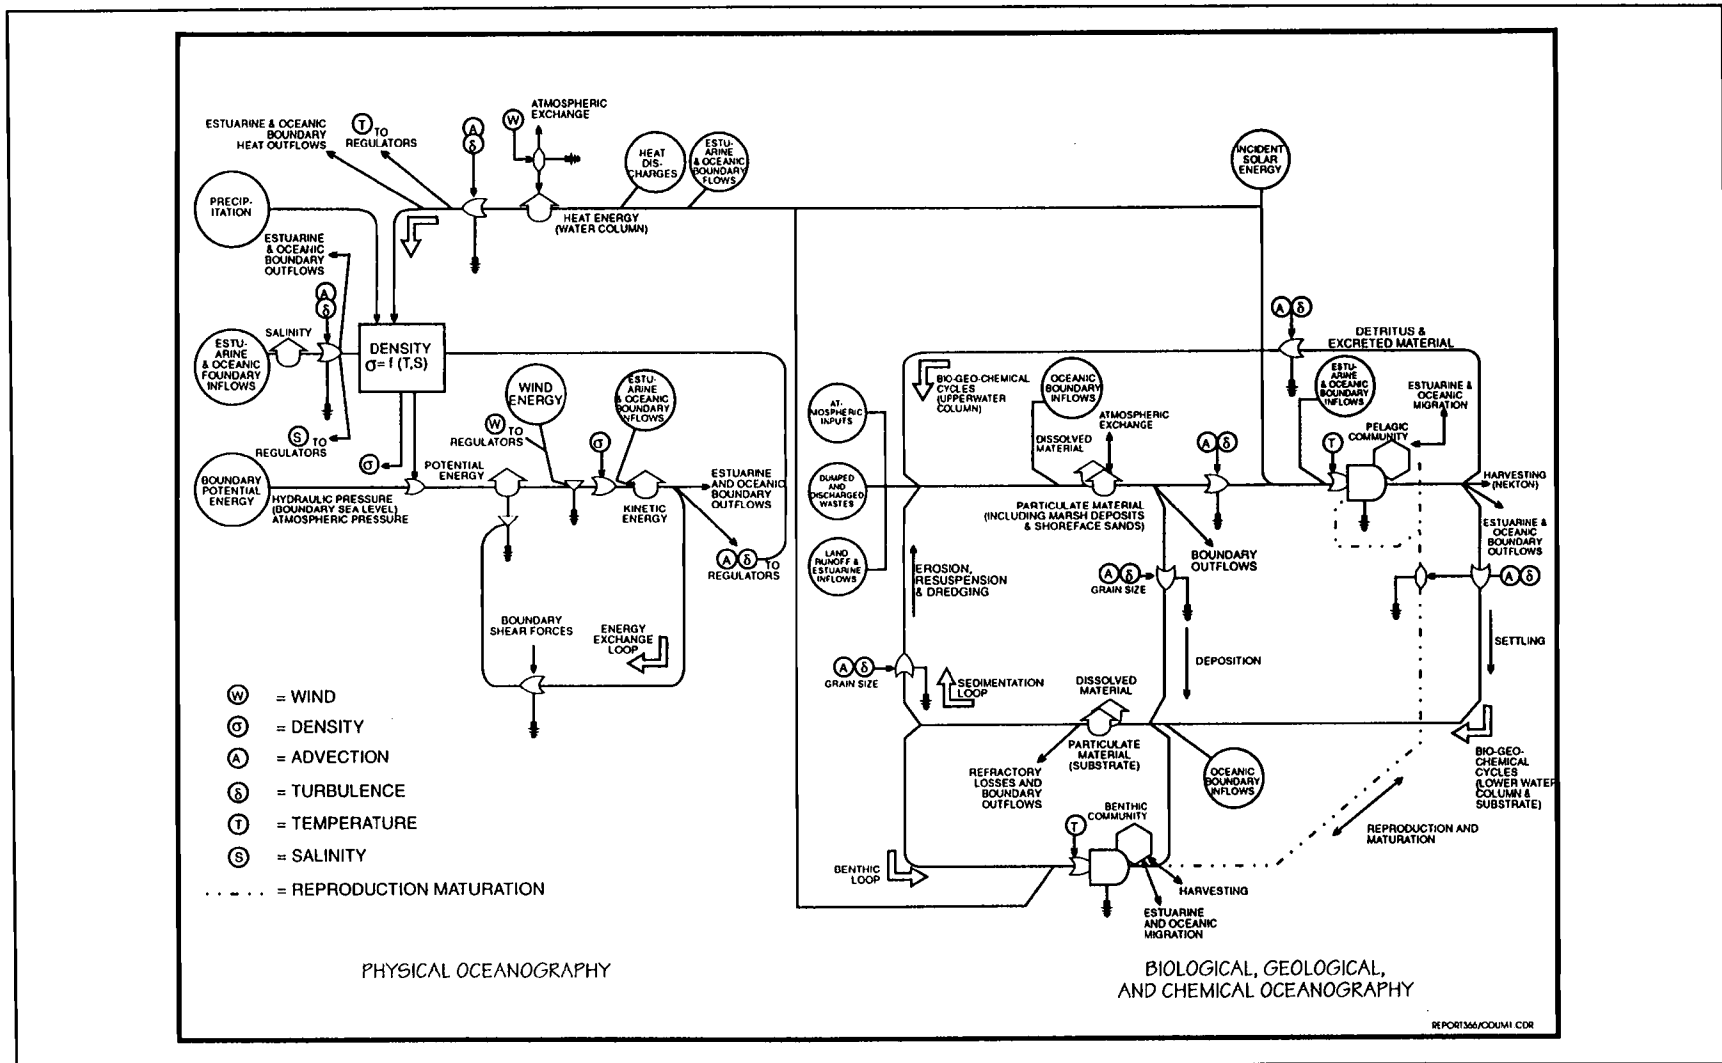 ESTUARINE & OCEANIC
BOUNDARY
HEAT OUTFLOWS
T TO
REGULATORS
A
δ
W
ATMOSPHERIC
EXCHANGE
HEAT
DIS-
CHARGES
ESTU-
ARINE
& OCEANIC
BOUNDARY
FLOWS
INCIDENT
SOLAR
ENERGY
PRECIP-
ITATION
HEAT ENERGY
(WATER COLUMN)
ESTUARINE
& OCEANIC
BOUNDARY
OUTFLOWS
A
δ
SALINITY
ESTU-
ARINE
& OCEANIC
FOUNDARY
INFLOWS
DENSITY
σ = f (T,S)
S TO
REGULATORS
σ
BOUNDARY
POTENTIAL
ENERGY
HYDRAULIC PRESSURE
(BOUNDARY SEA LEVEL)
ATMOSPHERIC PRESSURE
POTENTIAL
ENERGY
WIND
ENERGY
W TO
REGULATORS
σ
ESTU-
ARINE
& OCEANIC
BOUNDARY
INFLOWS
KINETIC
ENERGY
ESTUARINE
AND OCEANIC
BOUNDARY
OUTFLOWS
A δ TO
REGULATORS
BOUNDARY
SHEAR FORCES
ENERGY
EXCHANGE
LOOP
A δ
DETRITUS &
EXCRETED MATERIAL
BIO-GEO-CHEMICAL
CYCLES
(UPPERWATER
COLUMN)
OCEANIC
BOUNDARY
INFLOWS
ESTU-
ARINE
& OCEANIC
BOUNDARY
INFLOWS
ESTUARINE &
OCEANIC
MIGRATION
AT-
MOSPHERIC
INPUTS
ATMOSPHERIC
EXCHANGE
DISSOLVED
MATERIAL
A δ
T
PELAGIC
COMMUNITY
DUMPED
AND
DISCHARGED
WASTES
PARTICULATE MATERIAL
(INCLUDING MARSH DEPOSITS
& SHOREFACE SANDS)
HARVESTING
(NEKTON)
ESTUARINE &
OCEANIC
BOUNDARY
OUTFLOWS
LAND
RUNOFF &
ESTUARINE
INFLOWS
EROSION,
RESUSPENSION
& DREDGING
BOUNDARY
OUTFLOWS
A δ
GRAIN SIZE
A δ
SETTLING
DEPOSITION
A δ
GRAIN SIZE
SEDIMENTATION
LOOP
DISSOLVED
MATERIAL
PARTICULATE
MATERIAL
(SUBSTRATE)
REFRACTORY
LOSSES AND
BOUNDARY
OUTFLOWS
OCEANIC
BOUNDARY
INFLOWS
BIO-GEO-
CHEMICAL
CYCLES
(LOWER WATER
COLUMN &
SUBSTRATE)
BENTHIC
COMMUNITY
T
REPRODUCTION AND
MATURATION
BENTHIC
LOOP
HARVESTING
ESTUARINE
AND OCEANIC
MIGRATION
W = WIND
σ = DENSITY
A = ADVECTION
δ = TURBULENCE
T = TEMPERATURE
S = SALINITY
. . - . . = REPRODUCTION MATURATION
PHYSICAL OCEANOGRAPHY
BIOLOGICAL, GEOLOGICAL,
AND CHEMICAL OCEANOGRAPHY
REPORT366/ODUM1.CDR